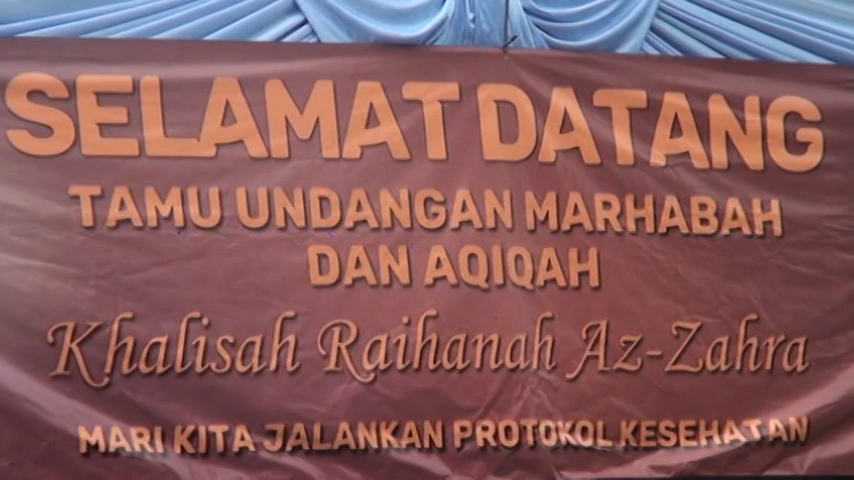 SELAMAT DATANG
TAMU UNDANGAN MARHABAH
DAN AQIQAH
Khalisah Raihanah Az-Zahra
MARI KITA JALANKAN PROTOKOL KESEHATAN